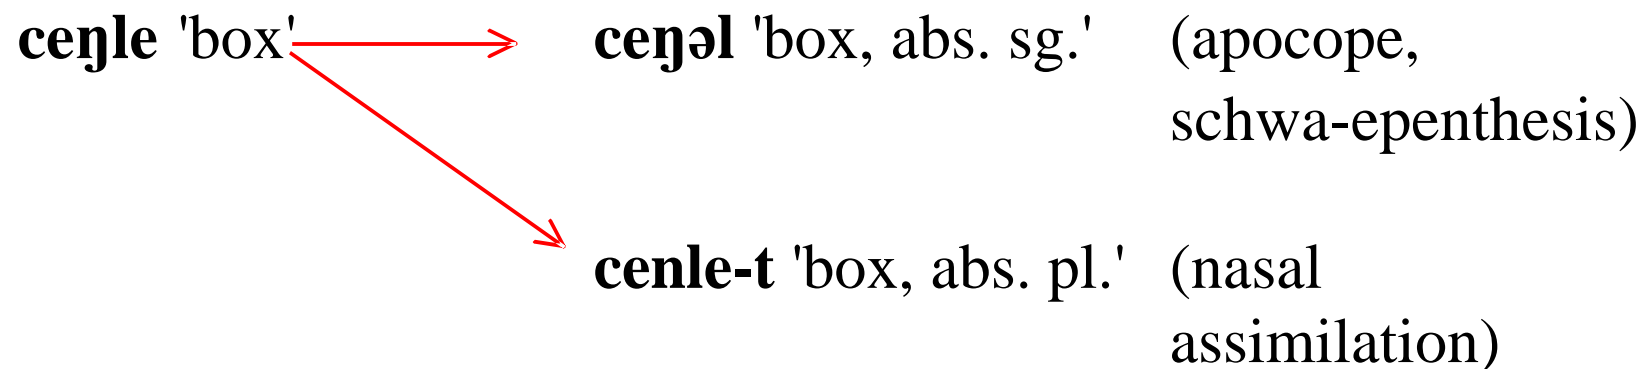 ceŋle 'box' ceŋəl 'box, abs. sg.' (apocope,
schwa-epenthesis)
cenle-t 'box, abs. pl.' (nasal
assimilation)